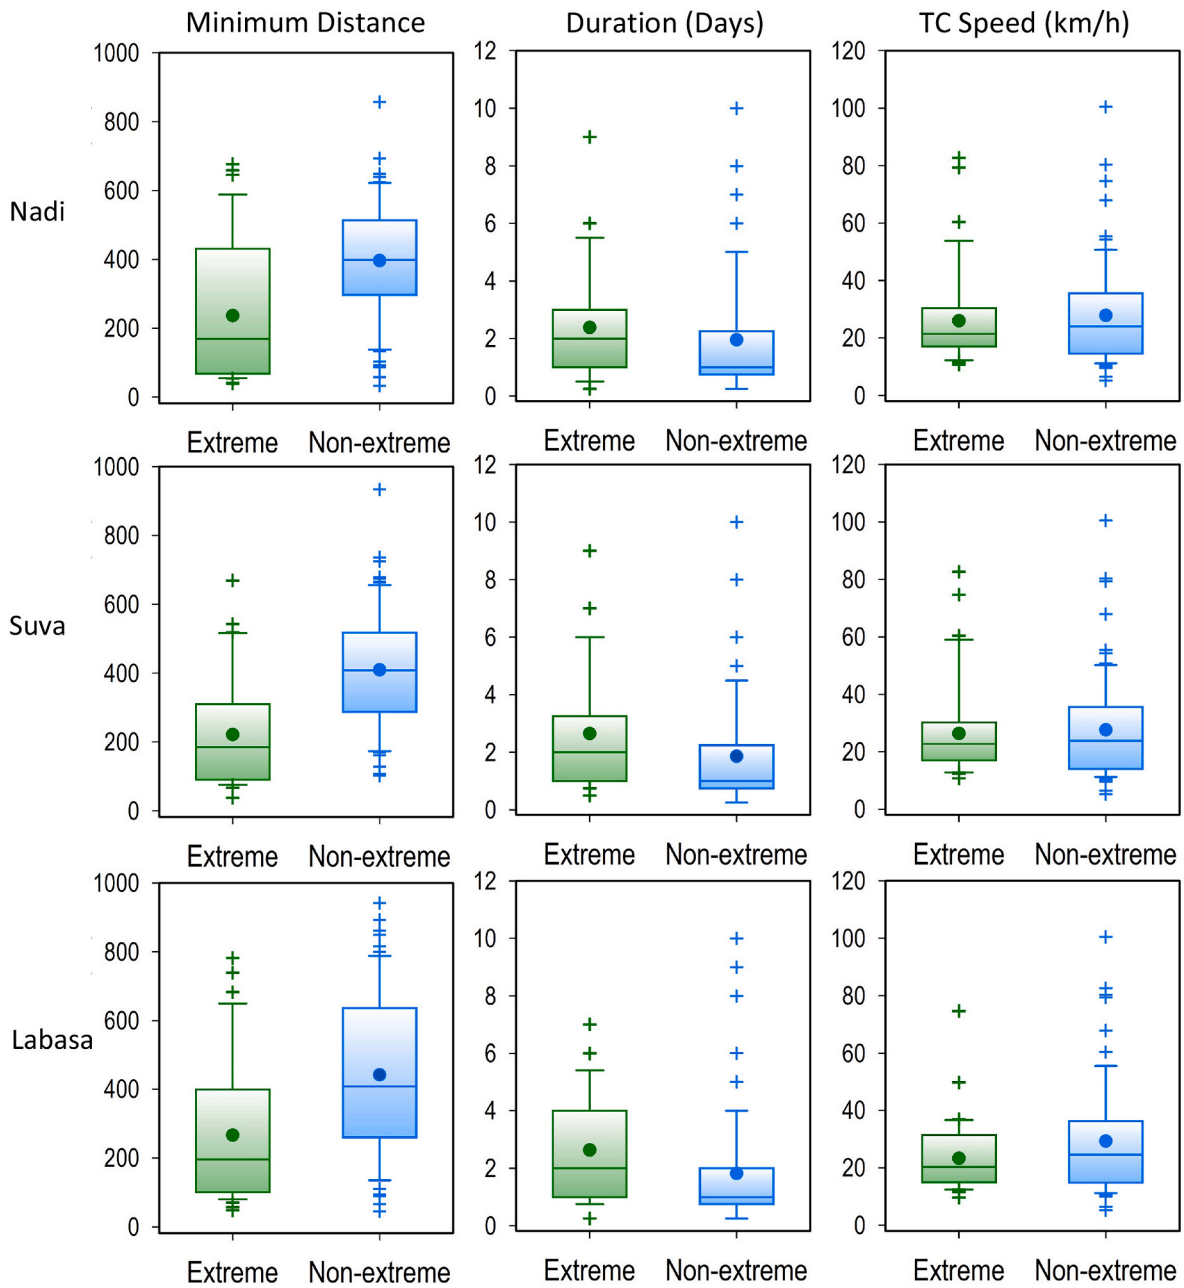 Minimum Distance Duration (Days) TC Speed (km/h)
Nadi
1000 800 600 400 200 0
12 10 8 6 4 2 0
120 100 80 60 40 20 0
Extreme Non-extreme Extreme Non-extreme Extreme Non-extreme
Suva
1000 800 600 400 200 0
12 10 8 6 4 2 0
120 100 80 60 40 20 0
Extreme Non-extreme Extreme Non-extreme Extreme Non-extreme
Labasa
1000 800 600 400 200 0
12 10 8 6 4 2 0
120 100 80 60 40 20 0
Extreme Non-extreme Extreme Non-extreme Extreme Non-extreme